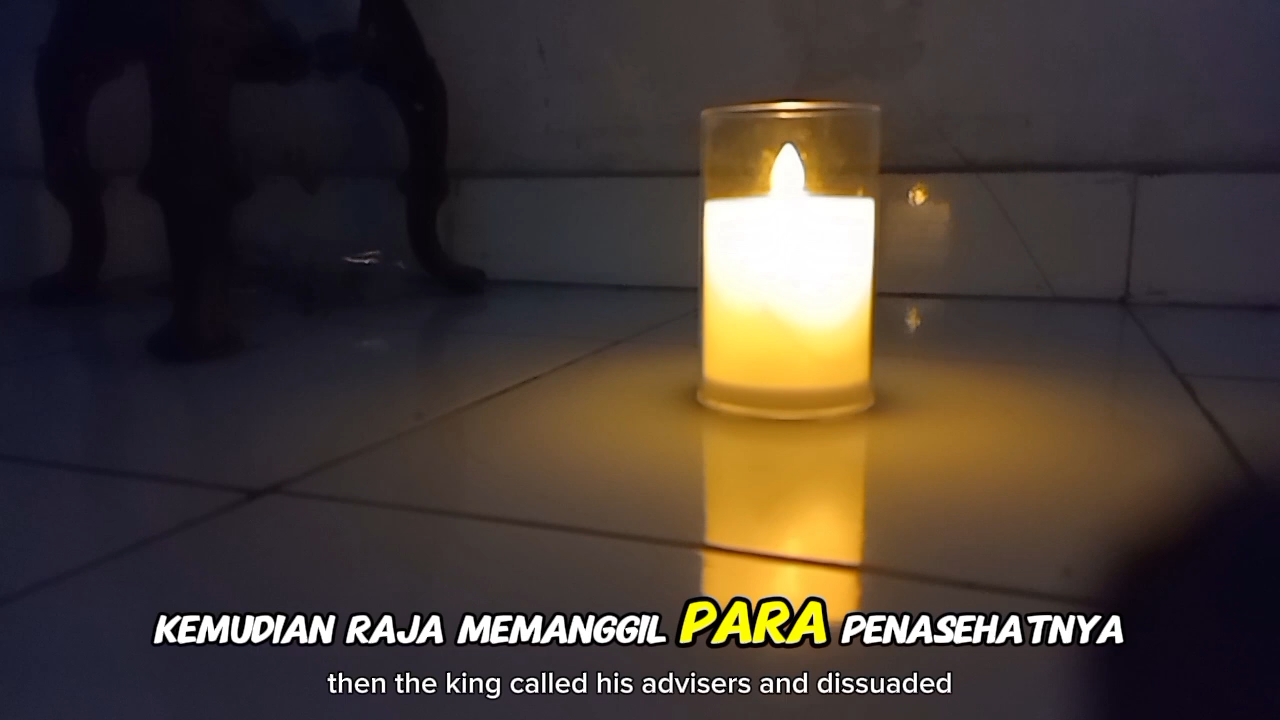 KEMUDIAN RAJA MEMANGGIL PARA PENASEHATNYA
then the king called his advisers and dissuaded